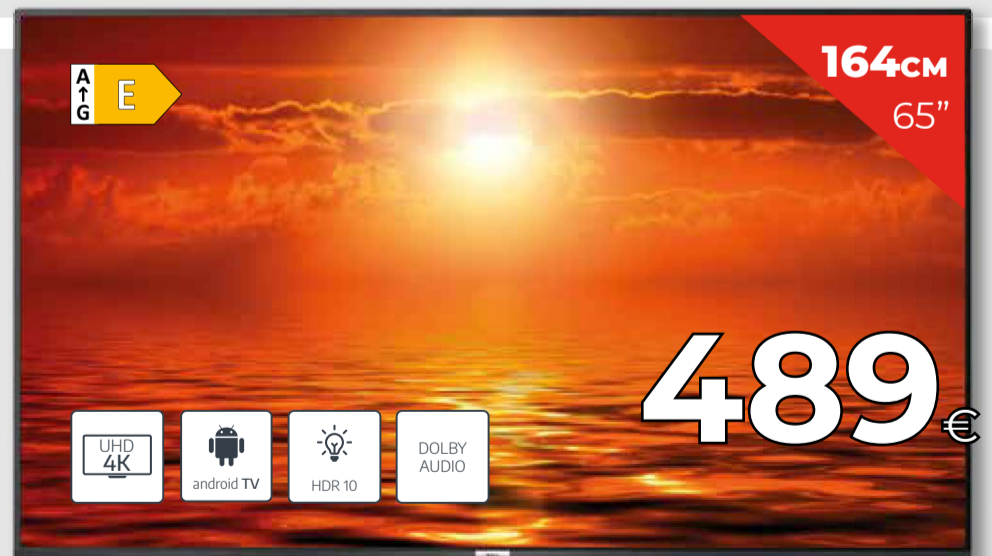 A
↑
G
E
164CM
65”
489€
UHD
4K
android TV
HDR 10
DOLBY
AUDIO